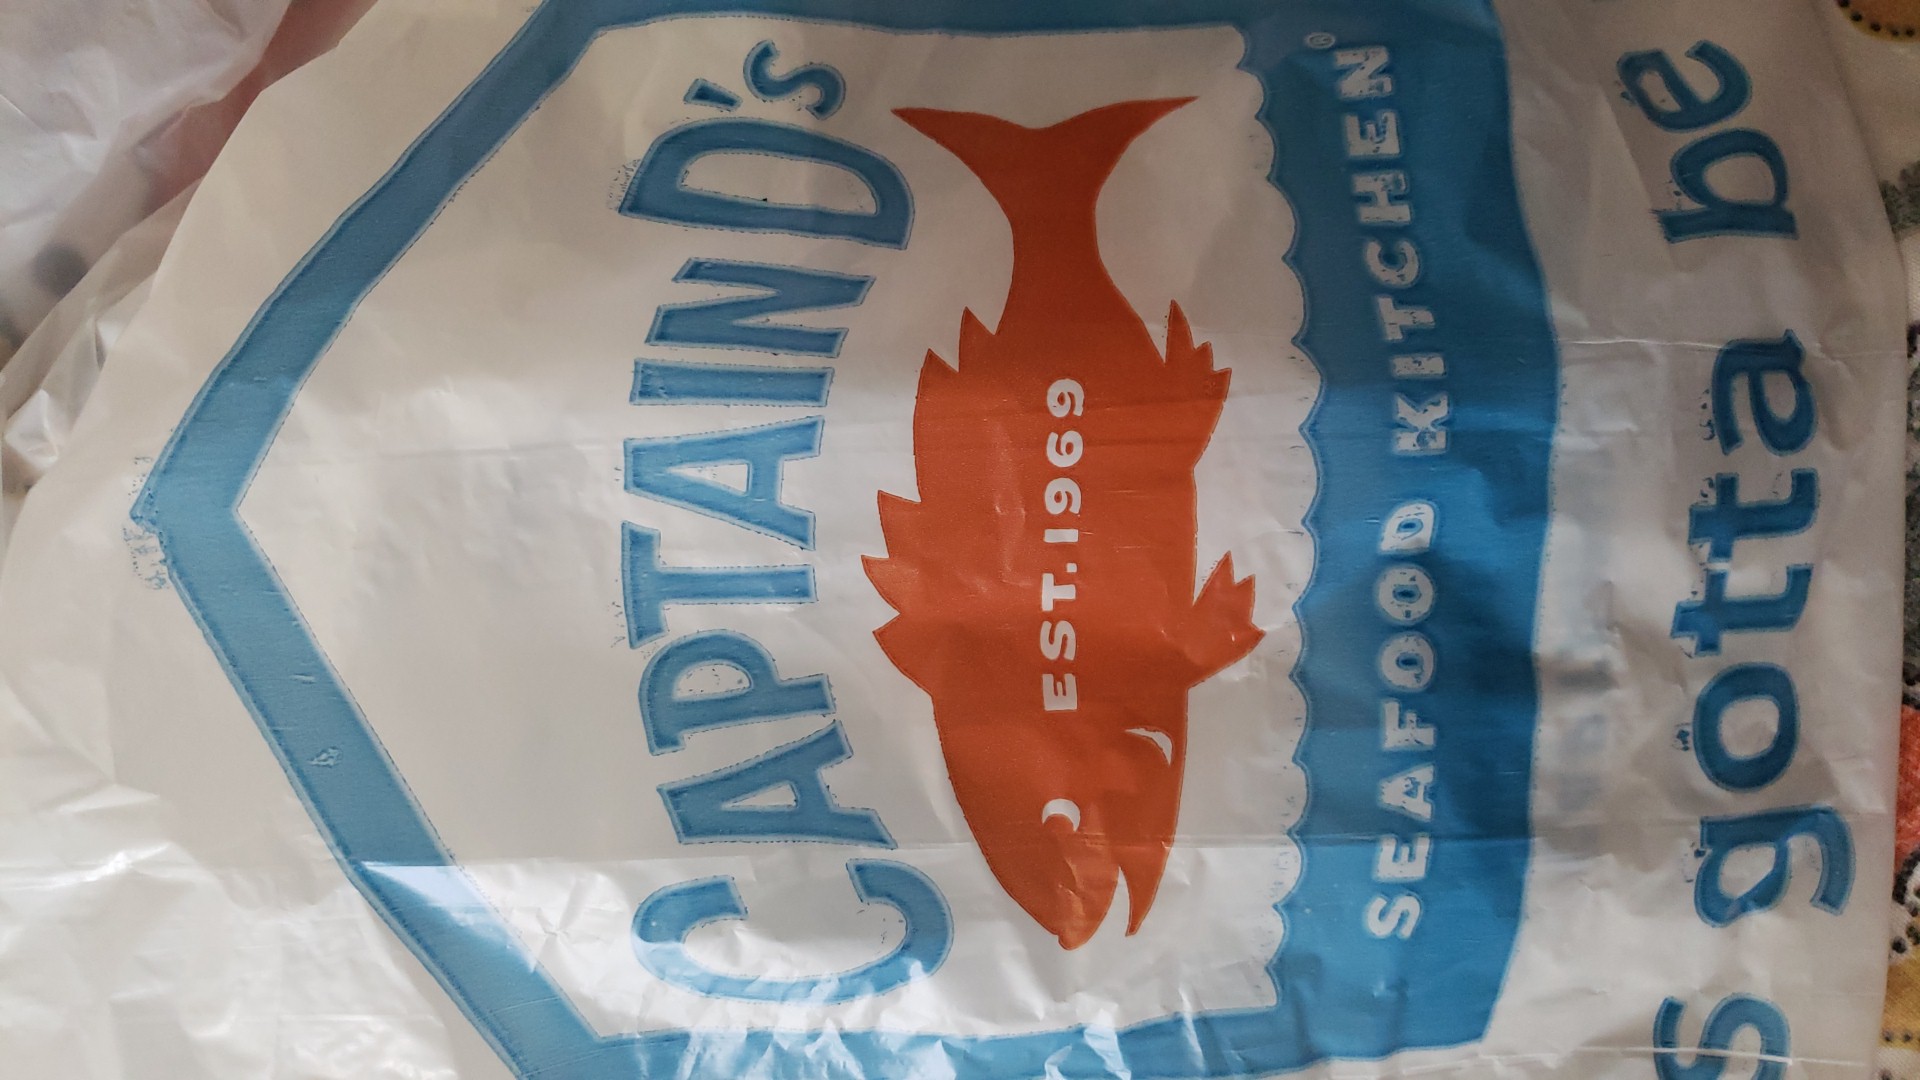 CAPTAIN D's
EST. 1969
SEAFOOD KITCHEN®
gotta be